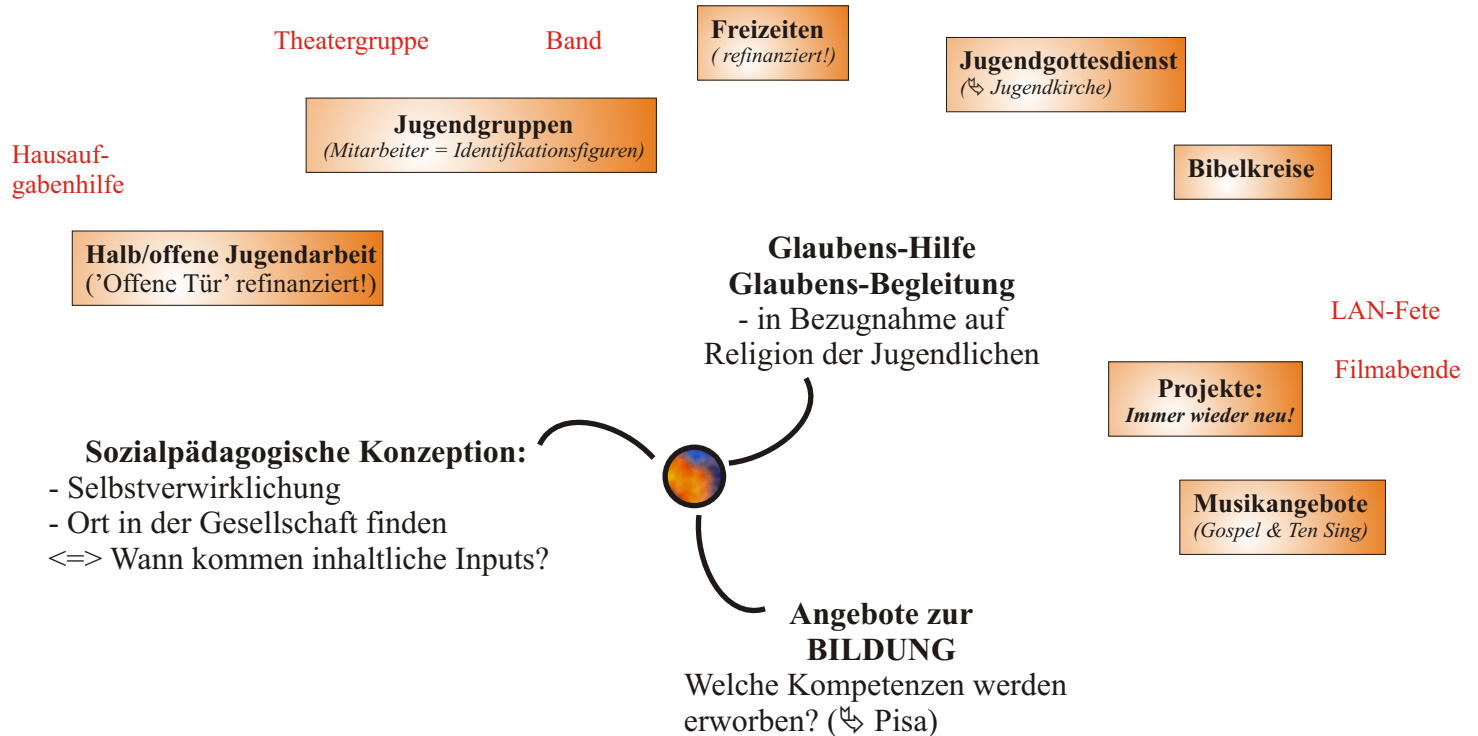 Theatergruppe
Band
Freizeiten
( refinanziert!)
Jugendgottesdienst
(↳ Jugendkirche)
Jugendgruppen
(Mitarbeiter = Identifikationsfiguren)
Hausauf-
gabenhilfe
Bibelkreise
Halb/offene Jugendarbeit
('Offene Tür' refinanziert!)
Glaubens-Hilfe
Glaubens-Begleitung
- in Bezugnahme auf
Religion der Jugendlichen
LAN-Fete
Filmabende
Projekte:
Immer wieder neu!
Sozialpädagogische Konzeption:
- Selbstverwirklichung
- Ort in der Gesellschaft finden
<=> Wann kommen inhaltliche Inputs?
Musikangebote
(Gospel & Ten Sing)
Angebote zur
BILDUNG
Welche Kompetenzen werden
erworben? (↳ Pisa)